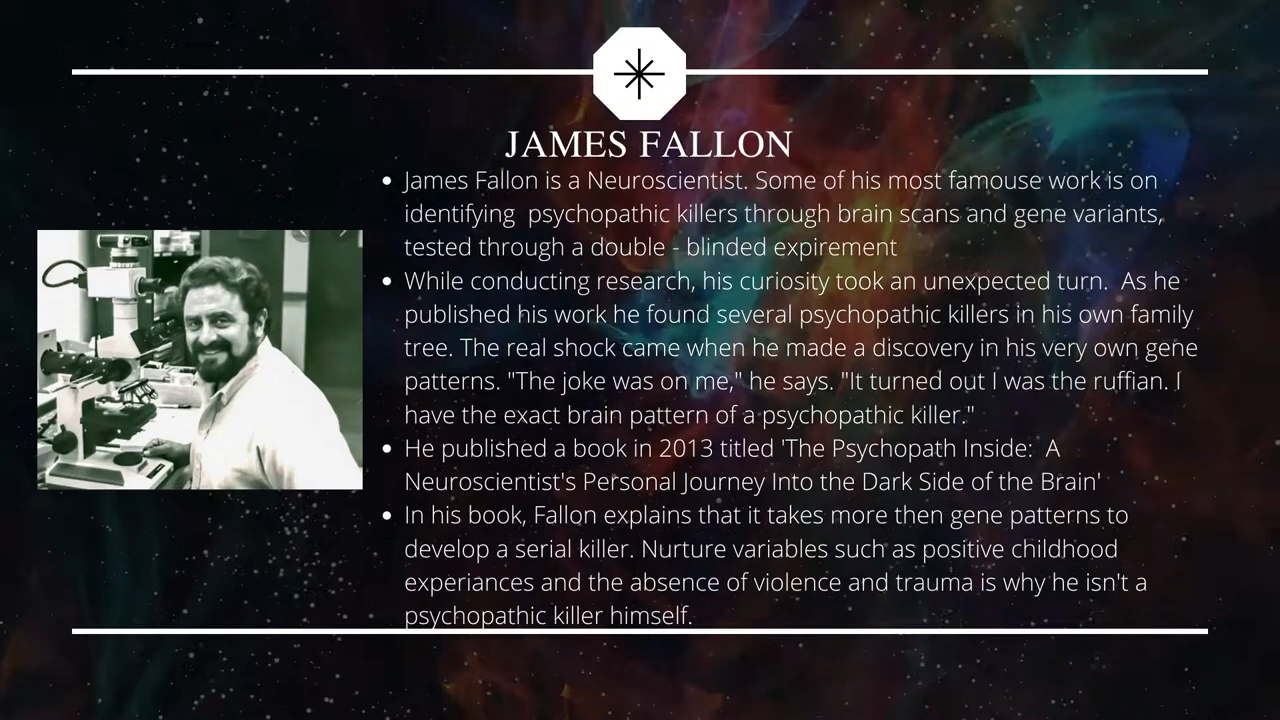 JAMES FALLON
James Fallon is a Neuroscientist. Some of his most famouse work is on
identifying  psychopathic killers through brain scans and gene variants,
tested through a double - blinded expirement
While conducting research, his curiosity took an unexpected turn.  As he
published his work he found several psychopathic killers in his own family
tree. The real shock came when he made a discovery in his very own gene
patterns. "The joke was on me," he says. "It turned out I was the ruffian. I
have the exact brain pattern of a psychopathic killer."
He published a book in 2013 titled 'The Psychopath Inside:  A
Neuroscientist's Personal Journey Into the Dark Side of the Brain'
In his book, Fallon explains that it takes more then gene patterns to
develop a serial killer. Nurture variables such as positive childhood
experiances and the absence of violence and trauma is why he isn't a
psychopathic killer himself.